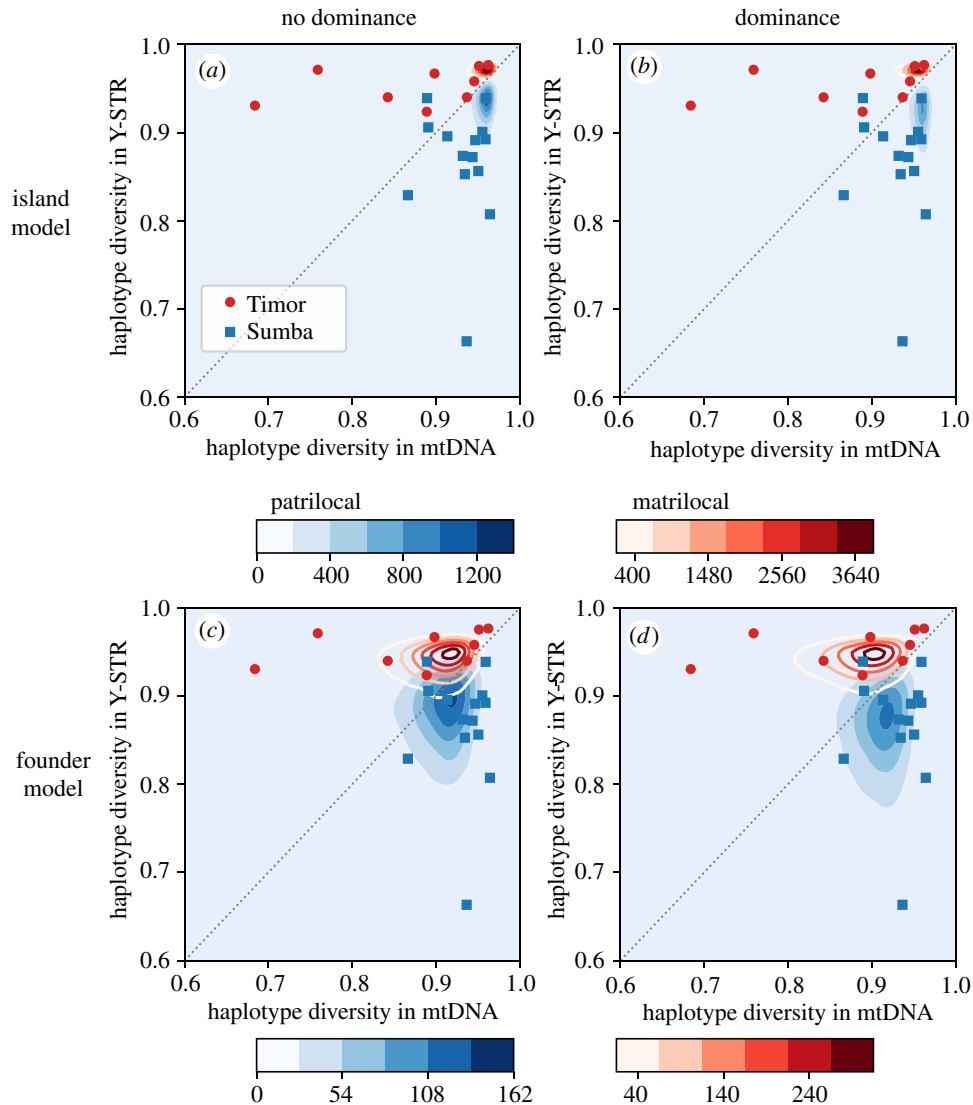 no dominance
dominance
1.0
(a)
0.9
0.8
0.7
0.6
haplotype diversity in Y-STR
Timor
Sumba
0.6 0.7 0.8 0.9 1.0
haplotype diversity in mtDNA
1.0
(b)
0.9
0.8
0.7
0.6
haplotype diversity in Y-STR
0.6 0.7 0.8 0.9 1.0
haplotype diversity in mtDNA
island
model
patrilocal
0 400 800 1200
matrilocal
400 1480 2560 3640
1.0
(c)
0.9
0.8
0.7
0.6
haplotype diversity in Y-STR
0.6 0.7 0.8 0.9 1.0
haplotype diversity in mtDNA
1.0
(d)
0.9
0.8
0.7
0.6
haplotype diversity in Y-STR
0.6 0.7 0.8 0.9 1.0
haplotype diversity in mtDNA
founder
model
0 54 108 162
40 140 240